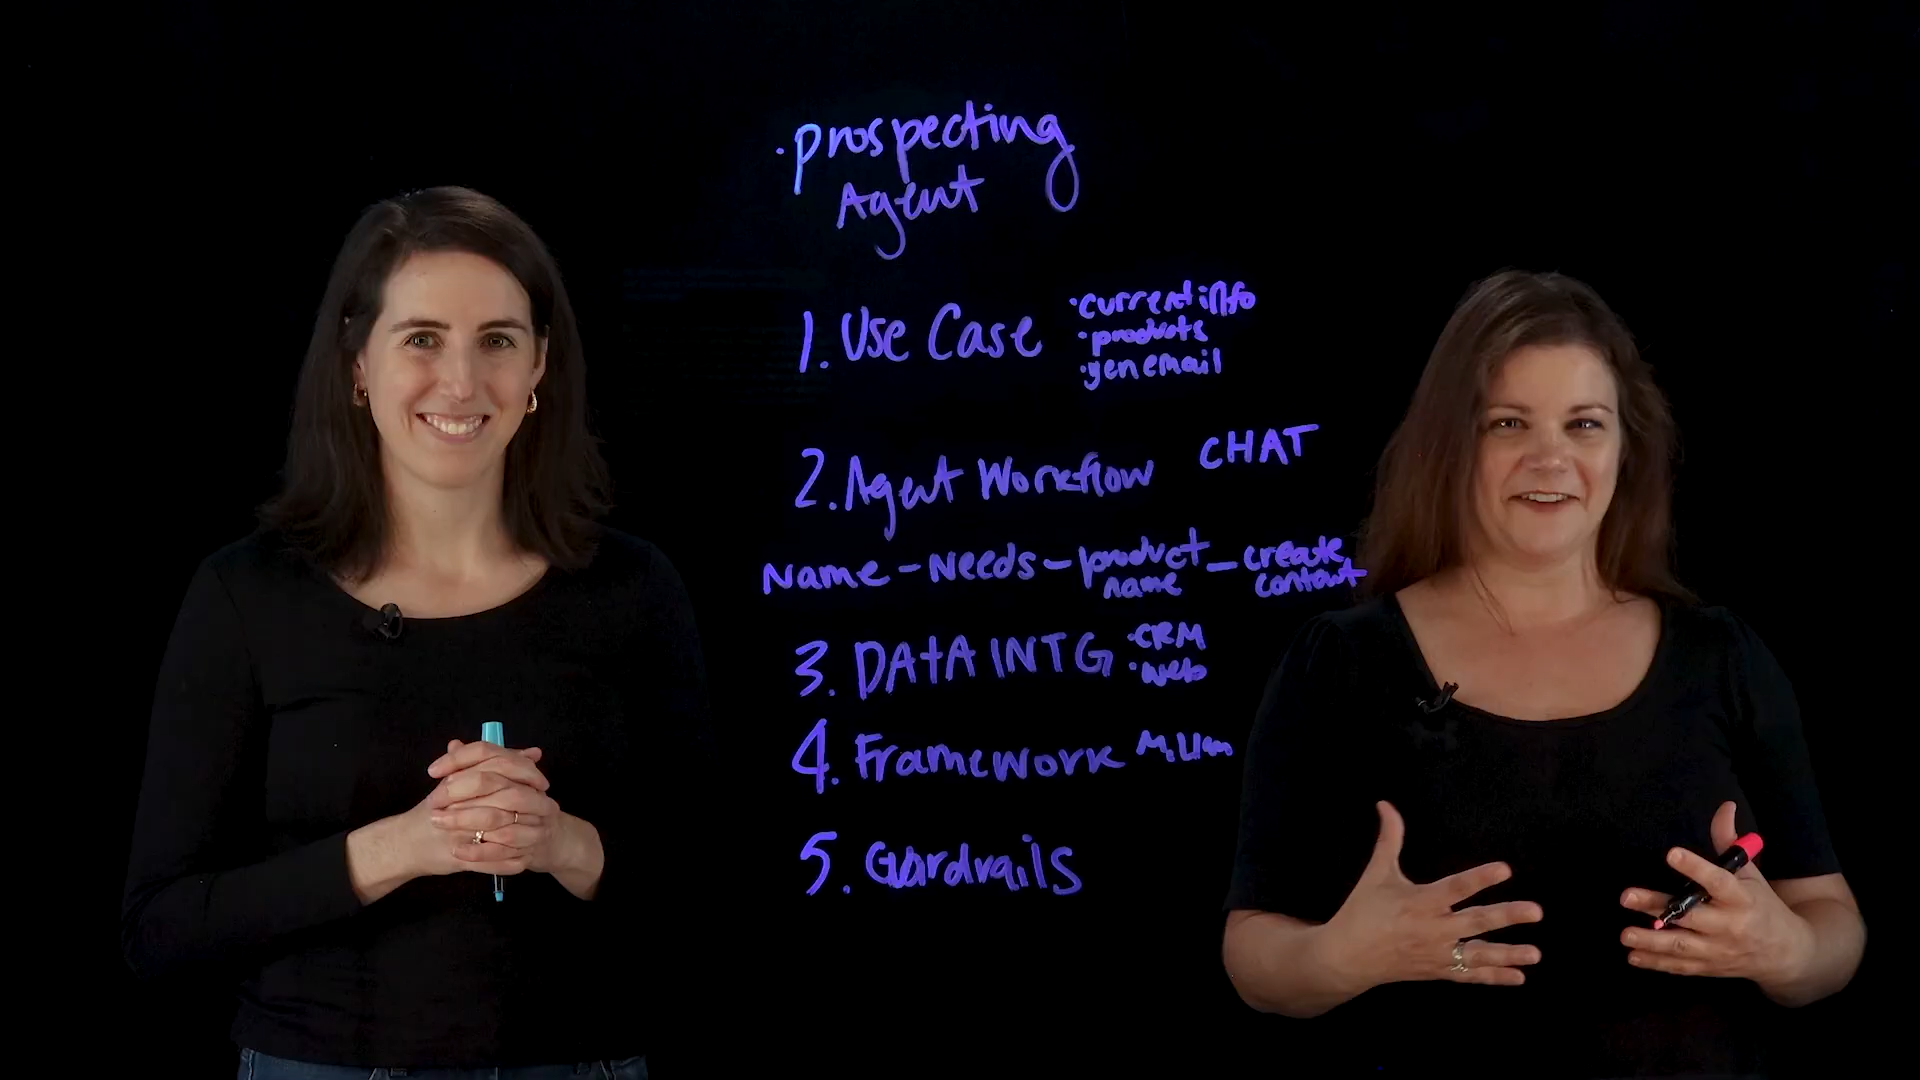 ·prospecting
Agent
1. Use Case
·current info
·products
·gen email
2. Agent Workflow CHAT
Name - Needs - product name - create content
3. DATA INTG
·CRM
·web
4. Framework
5. Gardrails